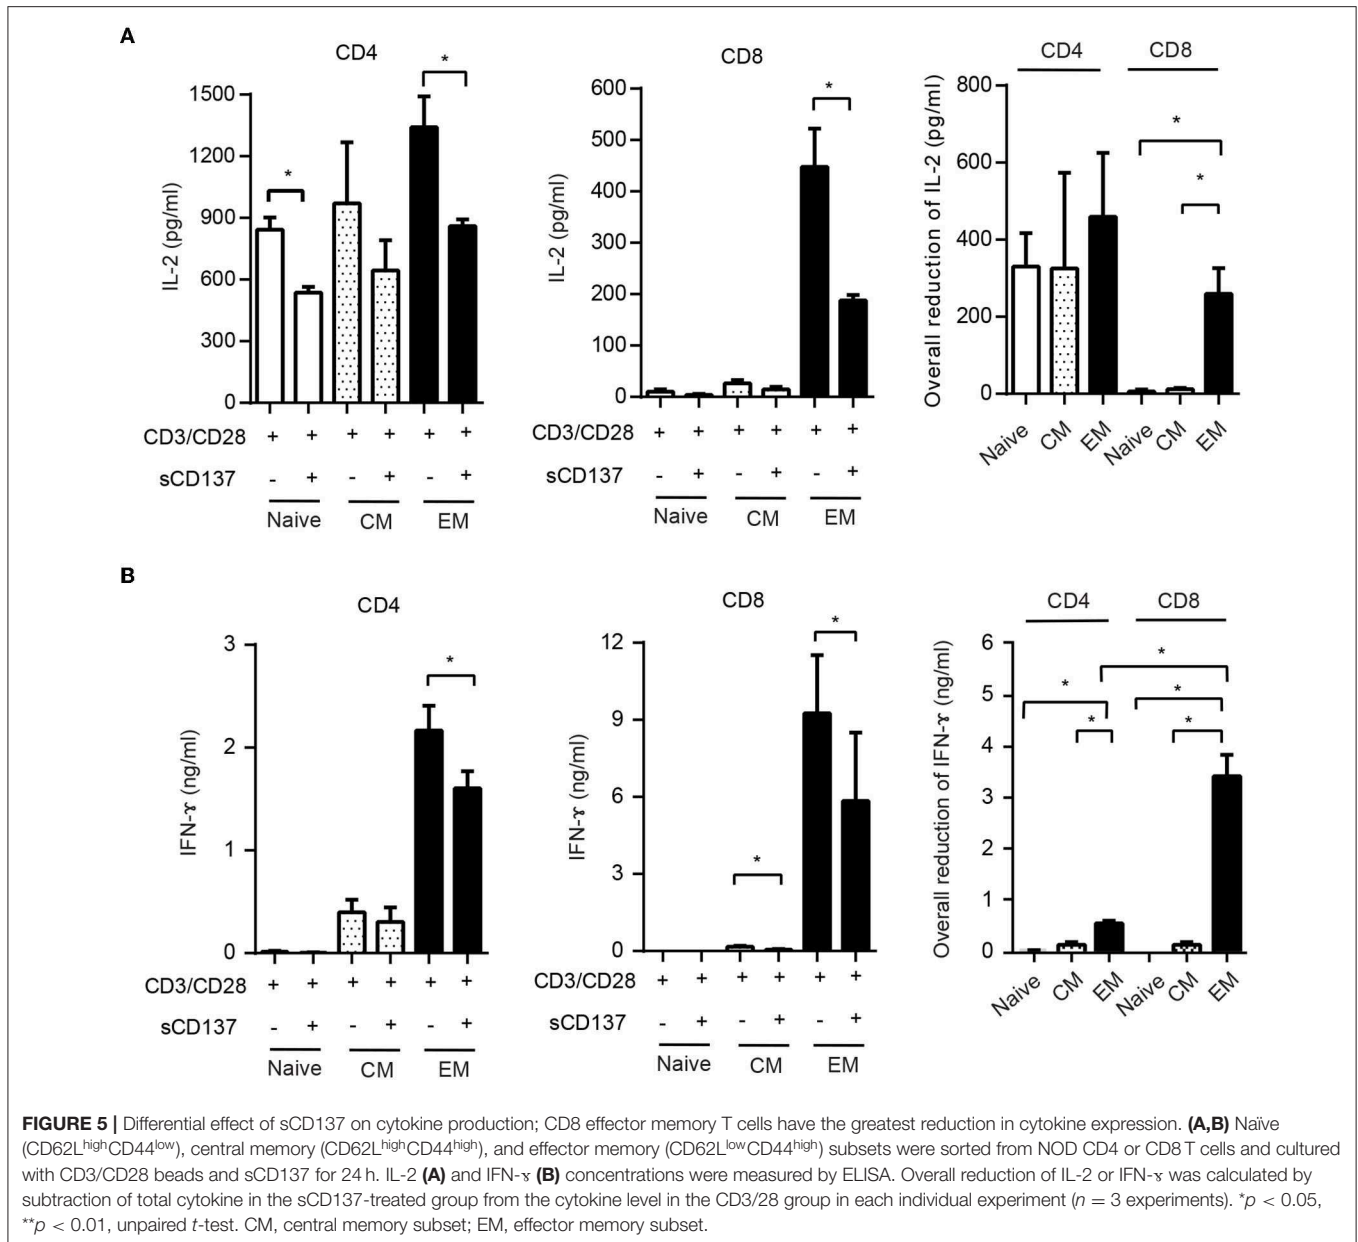 A
CD4
*
*
1500
1200
900
600
300
0
IL-2 (pg/ml)
CD3/CD28 + + + + + +
sCD137 - + - + - +
Naive CM EM
CD8
*
600
500
400
300
200
100
0
IL-2 (pg/ml)
CD3/CD28 + + + + + +
sCD137 - + - + - +
Naive CM EM
CD4 CD8
*
*
800
600
400
200
0
Overall reduction of IL-2 (pg/ml)
Naive CM EM Naive CM EM
B
CD4
*
3
2
1
0
IFN-ɤ (ng/ml)
CD3/CD28 + + + + + +
sCD137 - + - + - +
Naive CM EM
CD8
*
*
12
9
6
3
0
IFN-ɤ (ng/ml)
CD3/CD28 + + + + + +
sCD137 - + - + - +
Naive CM EM
CD4 CD8
*
* *
* *
6
5
4
3
2
1
0
Overall reduction of IFN-ɤ (ng/ml)
Naive CM EM Naive CM EM
FIGURE 5 | Differential effect of sCD137 on cytokine production; CD8 effector memory T cells have the greatest reduction in cytokine expression. (A,B) Naïve
(CD62LhighCD44low), central memory (CD62LhighCD44high), and effector memory (CD62LlowCD44high) subsets were sorted from NOD CD4 or CD8 T cells and cultured
with CD3/CD28 beads and sCD137 for 24 h. IL-2 (A) and IFN-ɤ (B) concentrations were measured by ELISA. Overall reduction of IL-2 or IFN-ɤ was calculated by
subtraction of total cytokine in the sCD137-treated group from the cytokine level in the CD3/28 group in each individual experiment (n = 3 experiments). *p < 0.05,
**p < 0.01, unpaired t-test. CM, central memory subset; EM, effector memory subset.